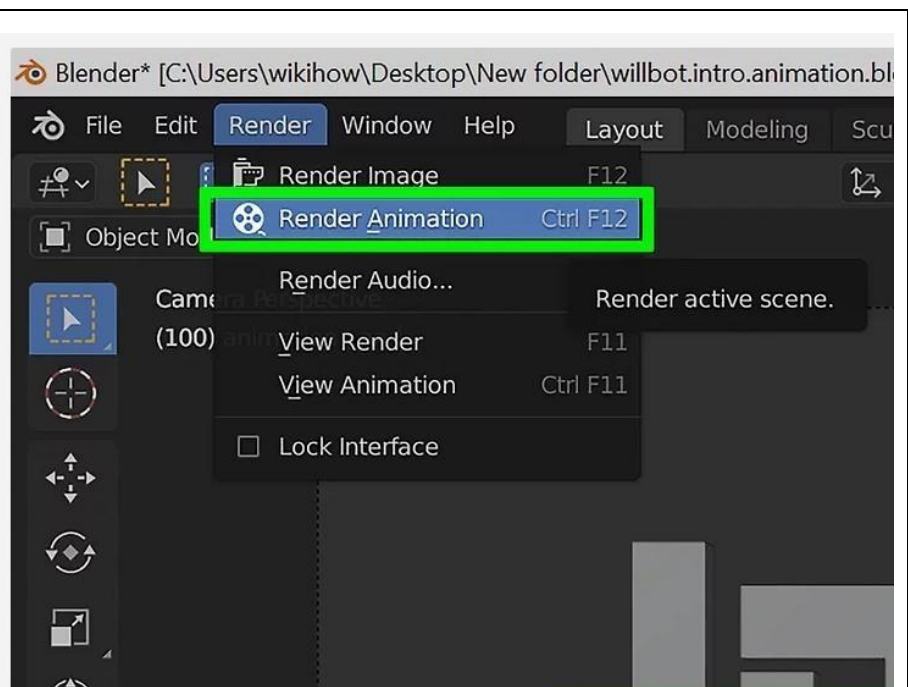 Blender* [C:\Users\wikihow\Desktop\New folder\willbot.intro.animation.bl
File Edit Render Window Help Layout Modeling Scu
Render Image F12
Render Animation Ctrl F12
Object Mo
Render Audio...
Camera Perspective
Render active scene.
(100)
View Render F11
View Animation Ctrl F11
Lock Interface